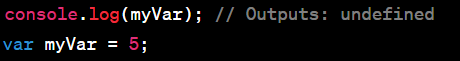 console.log(myVar); // Outputs: undefined
var myVar = 5;